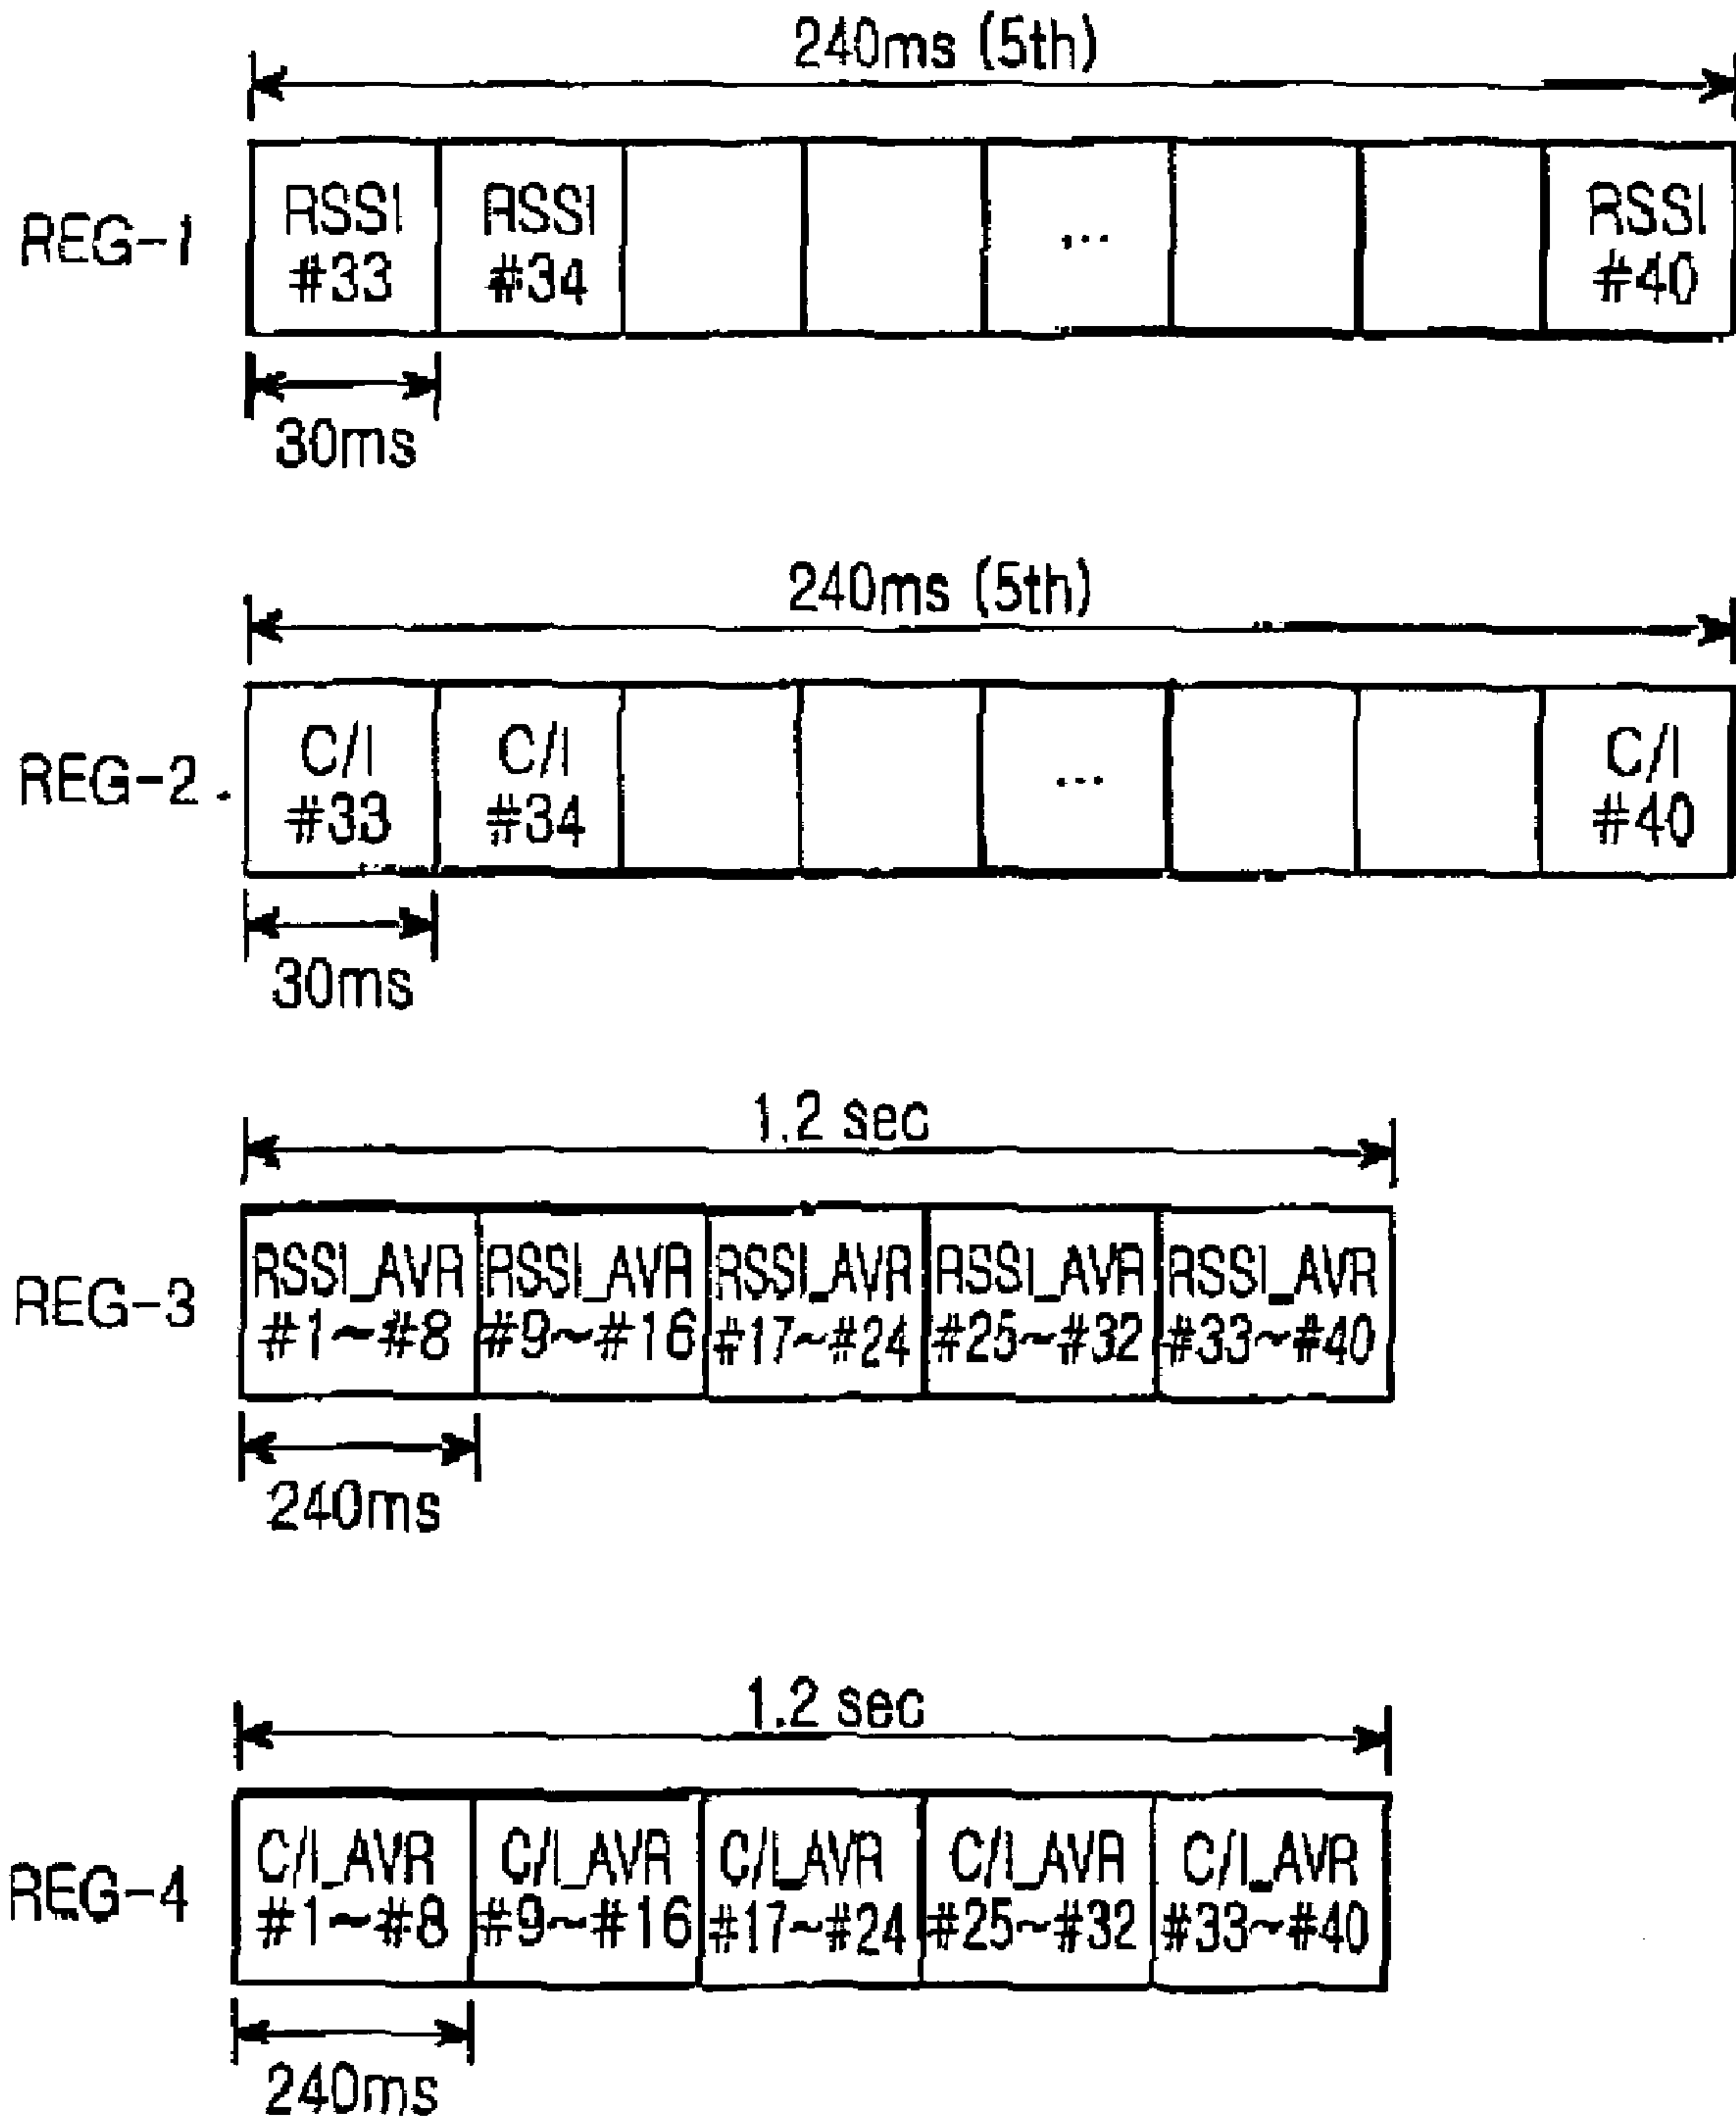 240ms (5th)
REG-1
RSSI #33
RSSI #34
...
RSSI #40
30ms
240ms (5th)
REG-2
C/I #33
C/I #34
...
C/I #40
30ms
1.2 sec
REG-3
RSSI_AVR #1~#8
RSSI_AVR #9~#16
RSSI_AVR #17~#24
RSSI_AVR #25~#32
RSSI_AVR #33~#40
240ms
1.2 sec
REG-4
C/I_AVR #1~#8
C/I_AVR #9~#16
C/I_AVR #17~#24
C/I_AVR #25~#32
C/I_AVR #33~#40
240ms